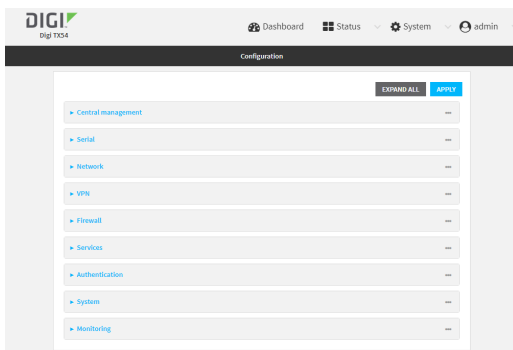 DIGI
Digi TX54
Dashboard Status System admin
Configuration
EXPAND ALL APPLY
Central management
Serial
Network
VPN
Firewall
Services
Authentication
System
Monitoring